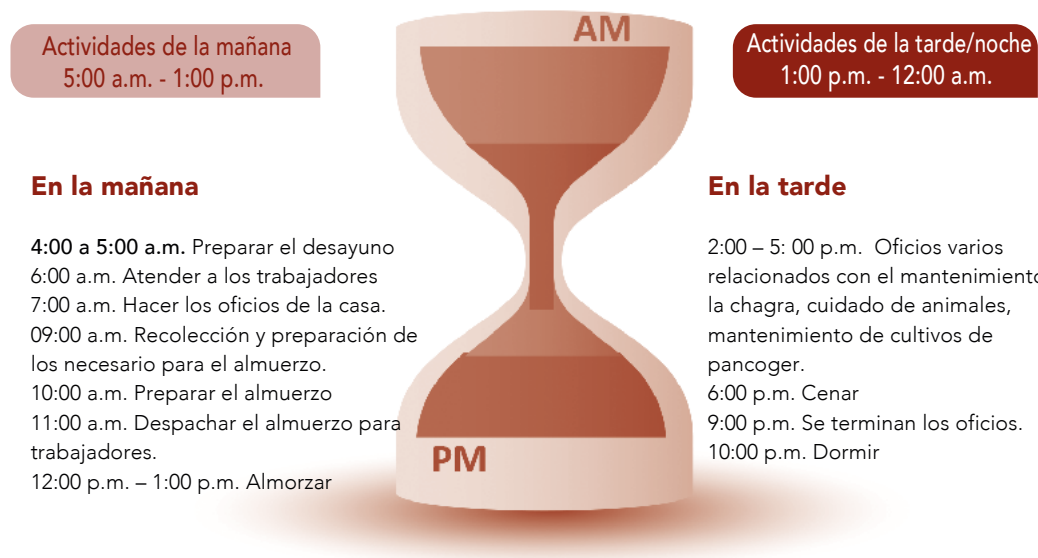 Actividades de la mañana
5:00 a.m. - 1:00 p.m.
AM
Actividades de la tarde/noche
1:00 p.m. - 12:00 a.m.
En la mañana
4:00 a 5:00 a.m. Preparar el desayuno
6:00 a.m. Atender a los trabajadores
7:00 a.m. Hacer los oficios de la casa.
09:00 a.m. Recolección y preparación de
los necesario para el almuerzo.
10:00 a.m. Preparar el almuerzo
11:00 a.m. Despachar el almuerzo para
trabajadores.
12:00 p.m. – 1:00 p.m. Almorzar
PM
En la tarde
2:00 – 5: 00 p.m. Oficios varios
relacionados con el mantenimiento
la chagra, cuidado de animales,
mantenimiento de cultivos de
pancoger.
6:00 p.m. Cenar
9:00 p.m. Se terminan los oficios.
10:00 p.m. Dormir